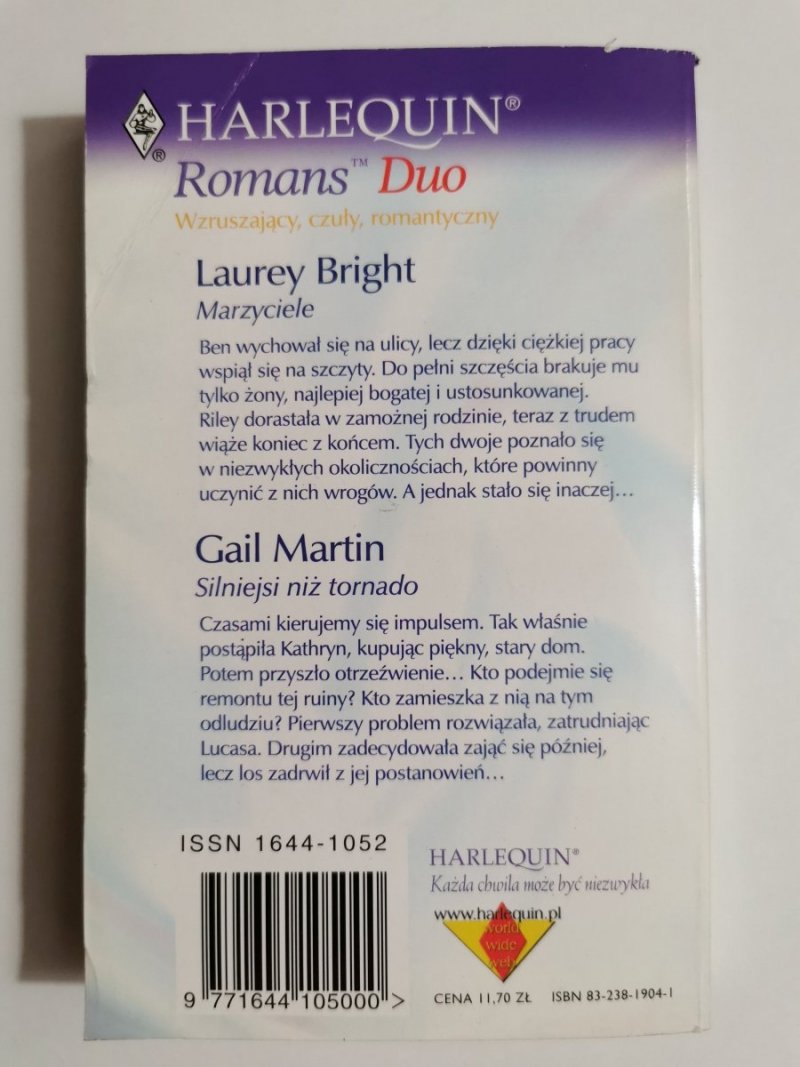 HARLEQUIN®
®
Romans™ Duo
Wzruszający, czuły, romantyczny
Laurey Bright
Marzyciele
Ben wychował się na ulicy, lecz dzięki ciężkiej pracy
wspiął się na szczyty. Do pełni szczęścia brakuje mu
tylko żony, najlepiej bogatej i ustosunkowanej.
Riley dorastała w zamożnej rodzinie, teraz z trudem
wiąże koniec z końcem. Tych dwoje poznało się
w niezwykłych okolicznościach, które powinny
uczynić z nich wrogów. A jednak stało się inaczej...
Gail Martin
Silniejsi niż tornado
Czasami kierujemy się impulsem. Tak właśnie
postąpiła Kathryn, kupując piękny, stary dom.
Potem przyszło otrzeźwienie... Kto podejmie się
remontu tej ruiny? Kto zamieszka z nią na tym
odludziu? Pierwszy problem rozwiązała, zatrudniając
Lucasa. Drugim zadecydowała zająć się później,
lecz los zadrwił z jej postanowień...
ISSN 1644-1052
9 771644 105000 >
HARLEQUIN®
Każda chwila może być niezwykła
www.harlequin.pl
world
wide
web
CENA 11,70 ZŁ ISBN 83-238-1904-1